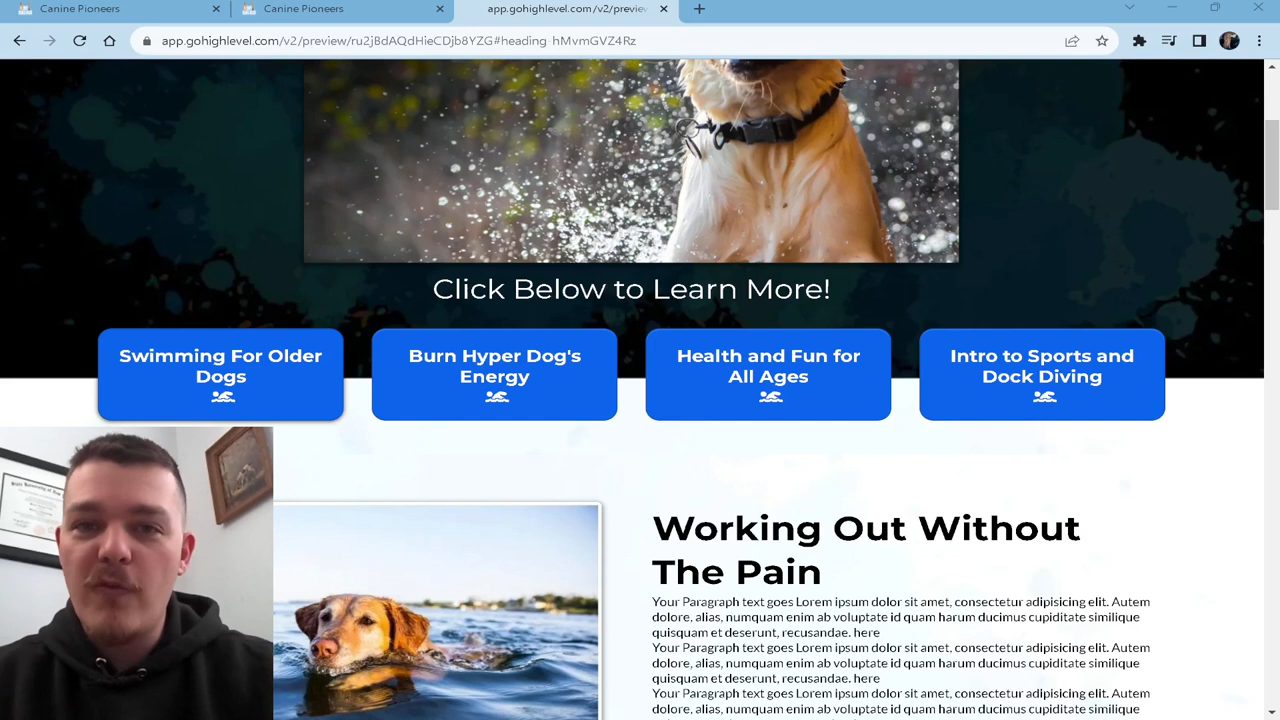 Canine Pioneers
Canine Pioneers
app.gohighlevel.com/v2/previe
app.gohighlevel.com/v2/preview/ru2jBdAQdHieCDjb8YZG#heading-hMvmGVZ4Rz
Click Below to Learn More!
Swimming For Older
Dogs
Burn Hyper Dog's
Energy
Health and Fun for
All Ages
Intro to Sports and
Dock Diving
Working Out Without
The Pain
Your Paragraph text goes Lorem ipsum dolor sit amet, consectetur adipisicing elit. Autem
dolore, alias, numquam enim ab voluptate id quam harum ducimus cupiditate similique
quisquam et deserunt, recusandae. here
Your Paragraph text goes Lorem ipsum dolor sit amet, consectetur adipisicing elit. Autem
dolore, alias, numquam enim ab voluptate id quam harum ducimus cupiditate similique
quisquam et deserunt, recusandae. here
Your Paragraph text goes Lorem ipsum dolor sit amet, consectetur adipisicing elit. Autem
dolore, alias, numquam enim ab voluptate id quam harum ducimus cupiditate similique